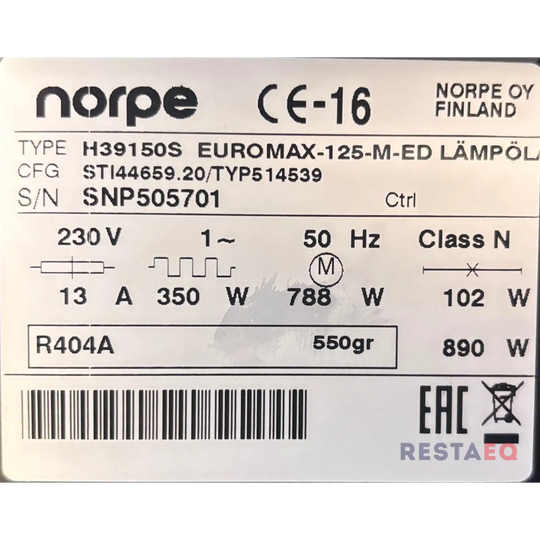 norpe CE-16 NORPE OY
FINLAND
TYPE H39150S EUROMAX-125-M-ED LÄMPÖL
CFG STI44659.20/TYP514539
S/N SNP505701 Ctrl
230 V 1~ 50 Hz Class N
M
13 A 350 W 788 W 102 W
R404A 550gr 890 W
EAC
RESTAEQ